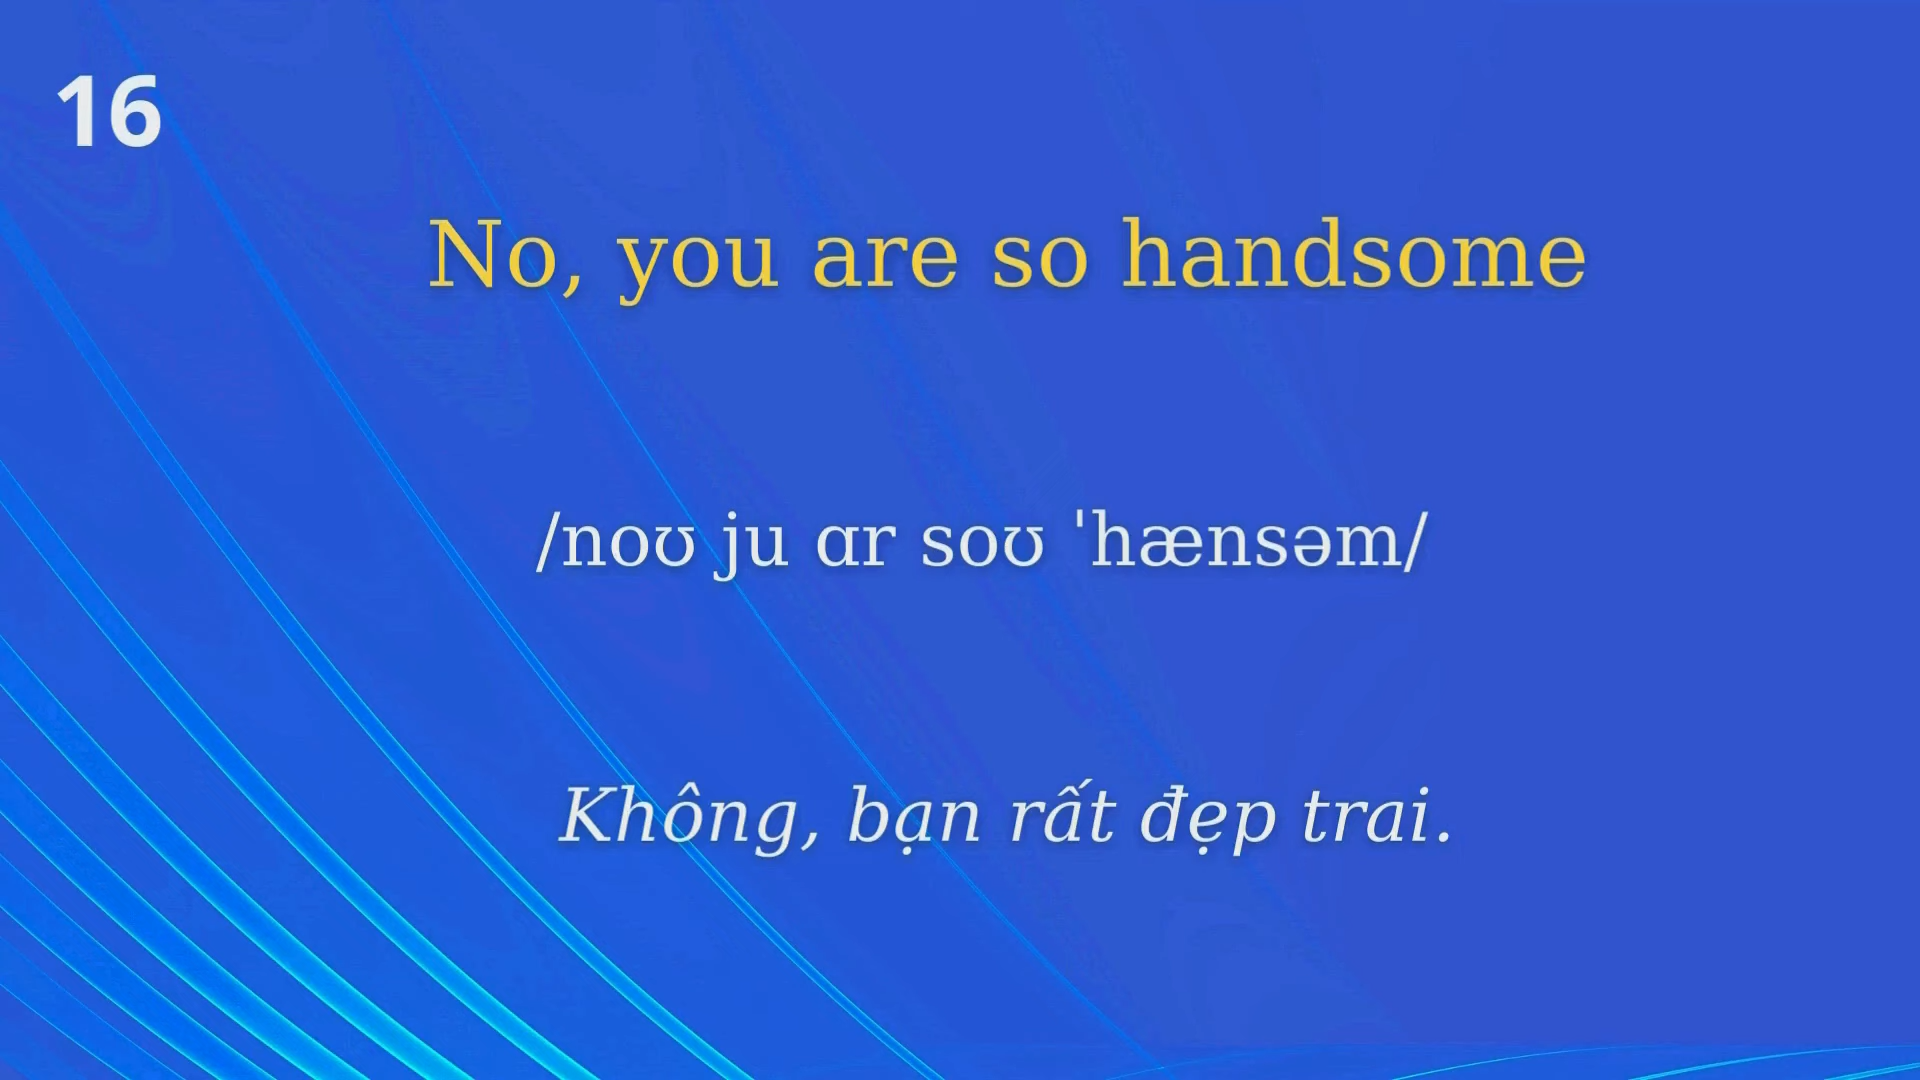 16
No, you are so handsome
/noʊ ju ɑr soʊ ˈhænsəm/
Không, bạn rất đẹp trai.